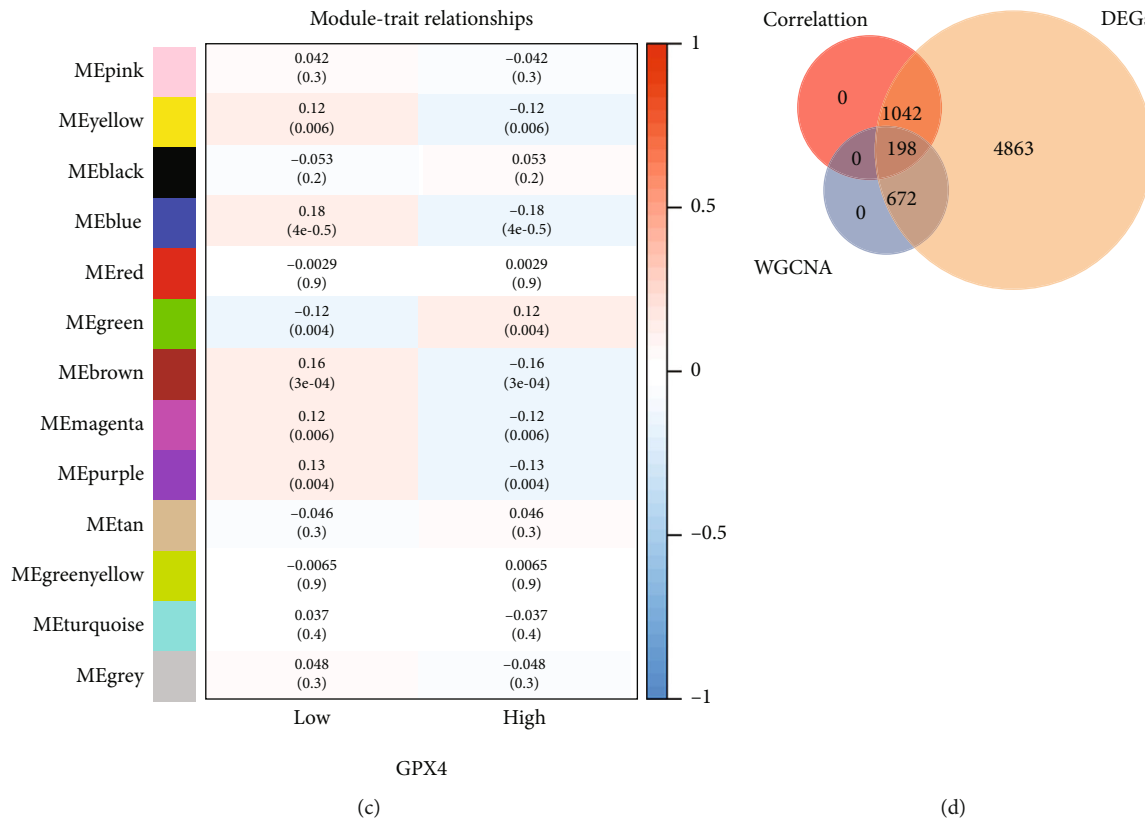 Module-trait relationships
MEpink
0.042
(0.3)
−0.042
(0.3)
MEyellow
0.12
(0.006)
−0.12
(0.006)
MEblack
−0.053
(0.2)
0.053
(0.2)
MEblue
0.18
(4e-0.5)
−0.18
(4e-0.5)
MEred
−0.0029
(0.9)
0.0029
(0.9)
MEgreen
−0.12
(0.004)
0.12
(0.004)
MEbrown
0.16
(3e-04)
−0.16
(3e-04)
MEmagenta
0.12
(0.006)
−0.12
(0.006)
MEpurple
0.13
(0.004)
−0.13
(0.004)
MEtan
−0.046
(0.3)
0.046
(0.3)
MEgreenyellow
−0.0065
(0.9)
0.0065
(0.9)
MEturquoise
0.037
(0.4)
−0.037
(0.4)
MEgrey
0.048
(0.3)
−0.048
(0.3)
Low
High
GPX4
1
0.5
0
−0.5
−1
(c)
Correlattion
DEG
0
1042
198
4863
0
0
672
WGCNA
(d)